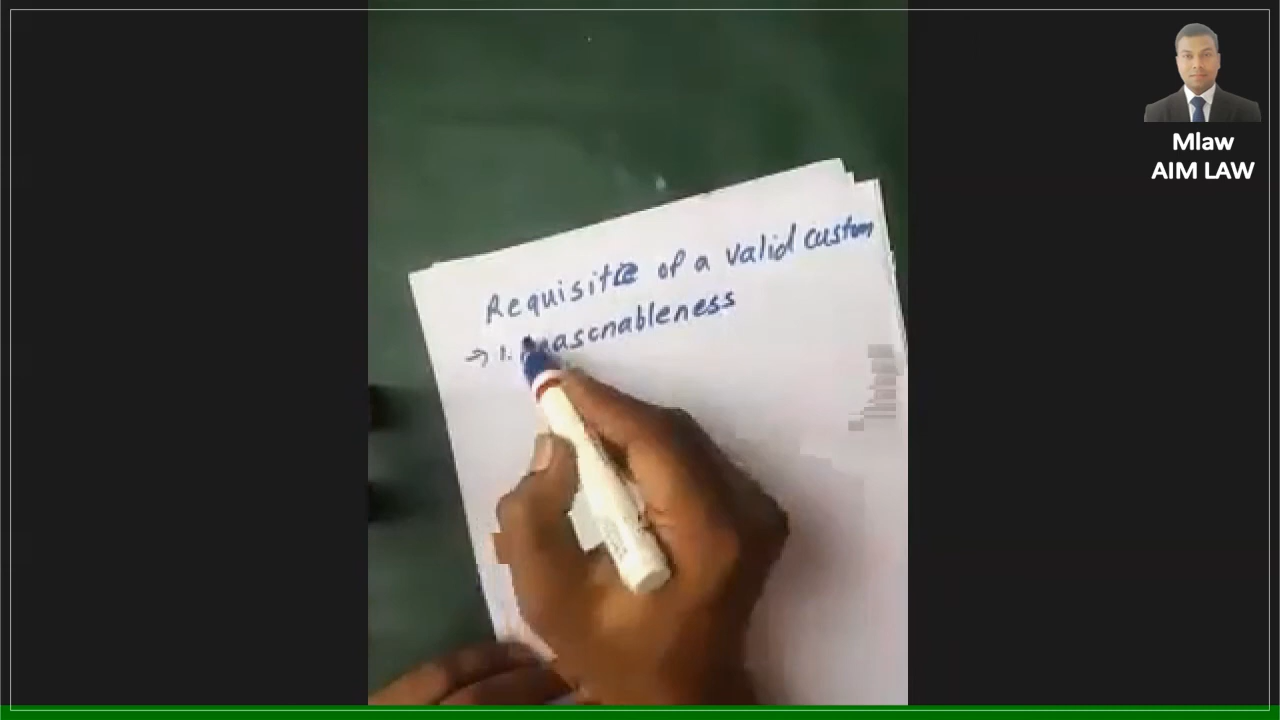 Requisite of a valid custom
→ 1. Reasonableness
Mlaw
AIM LAW